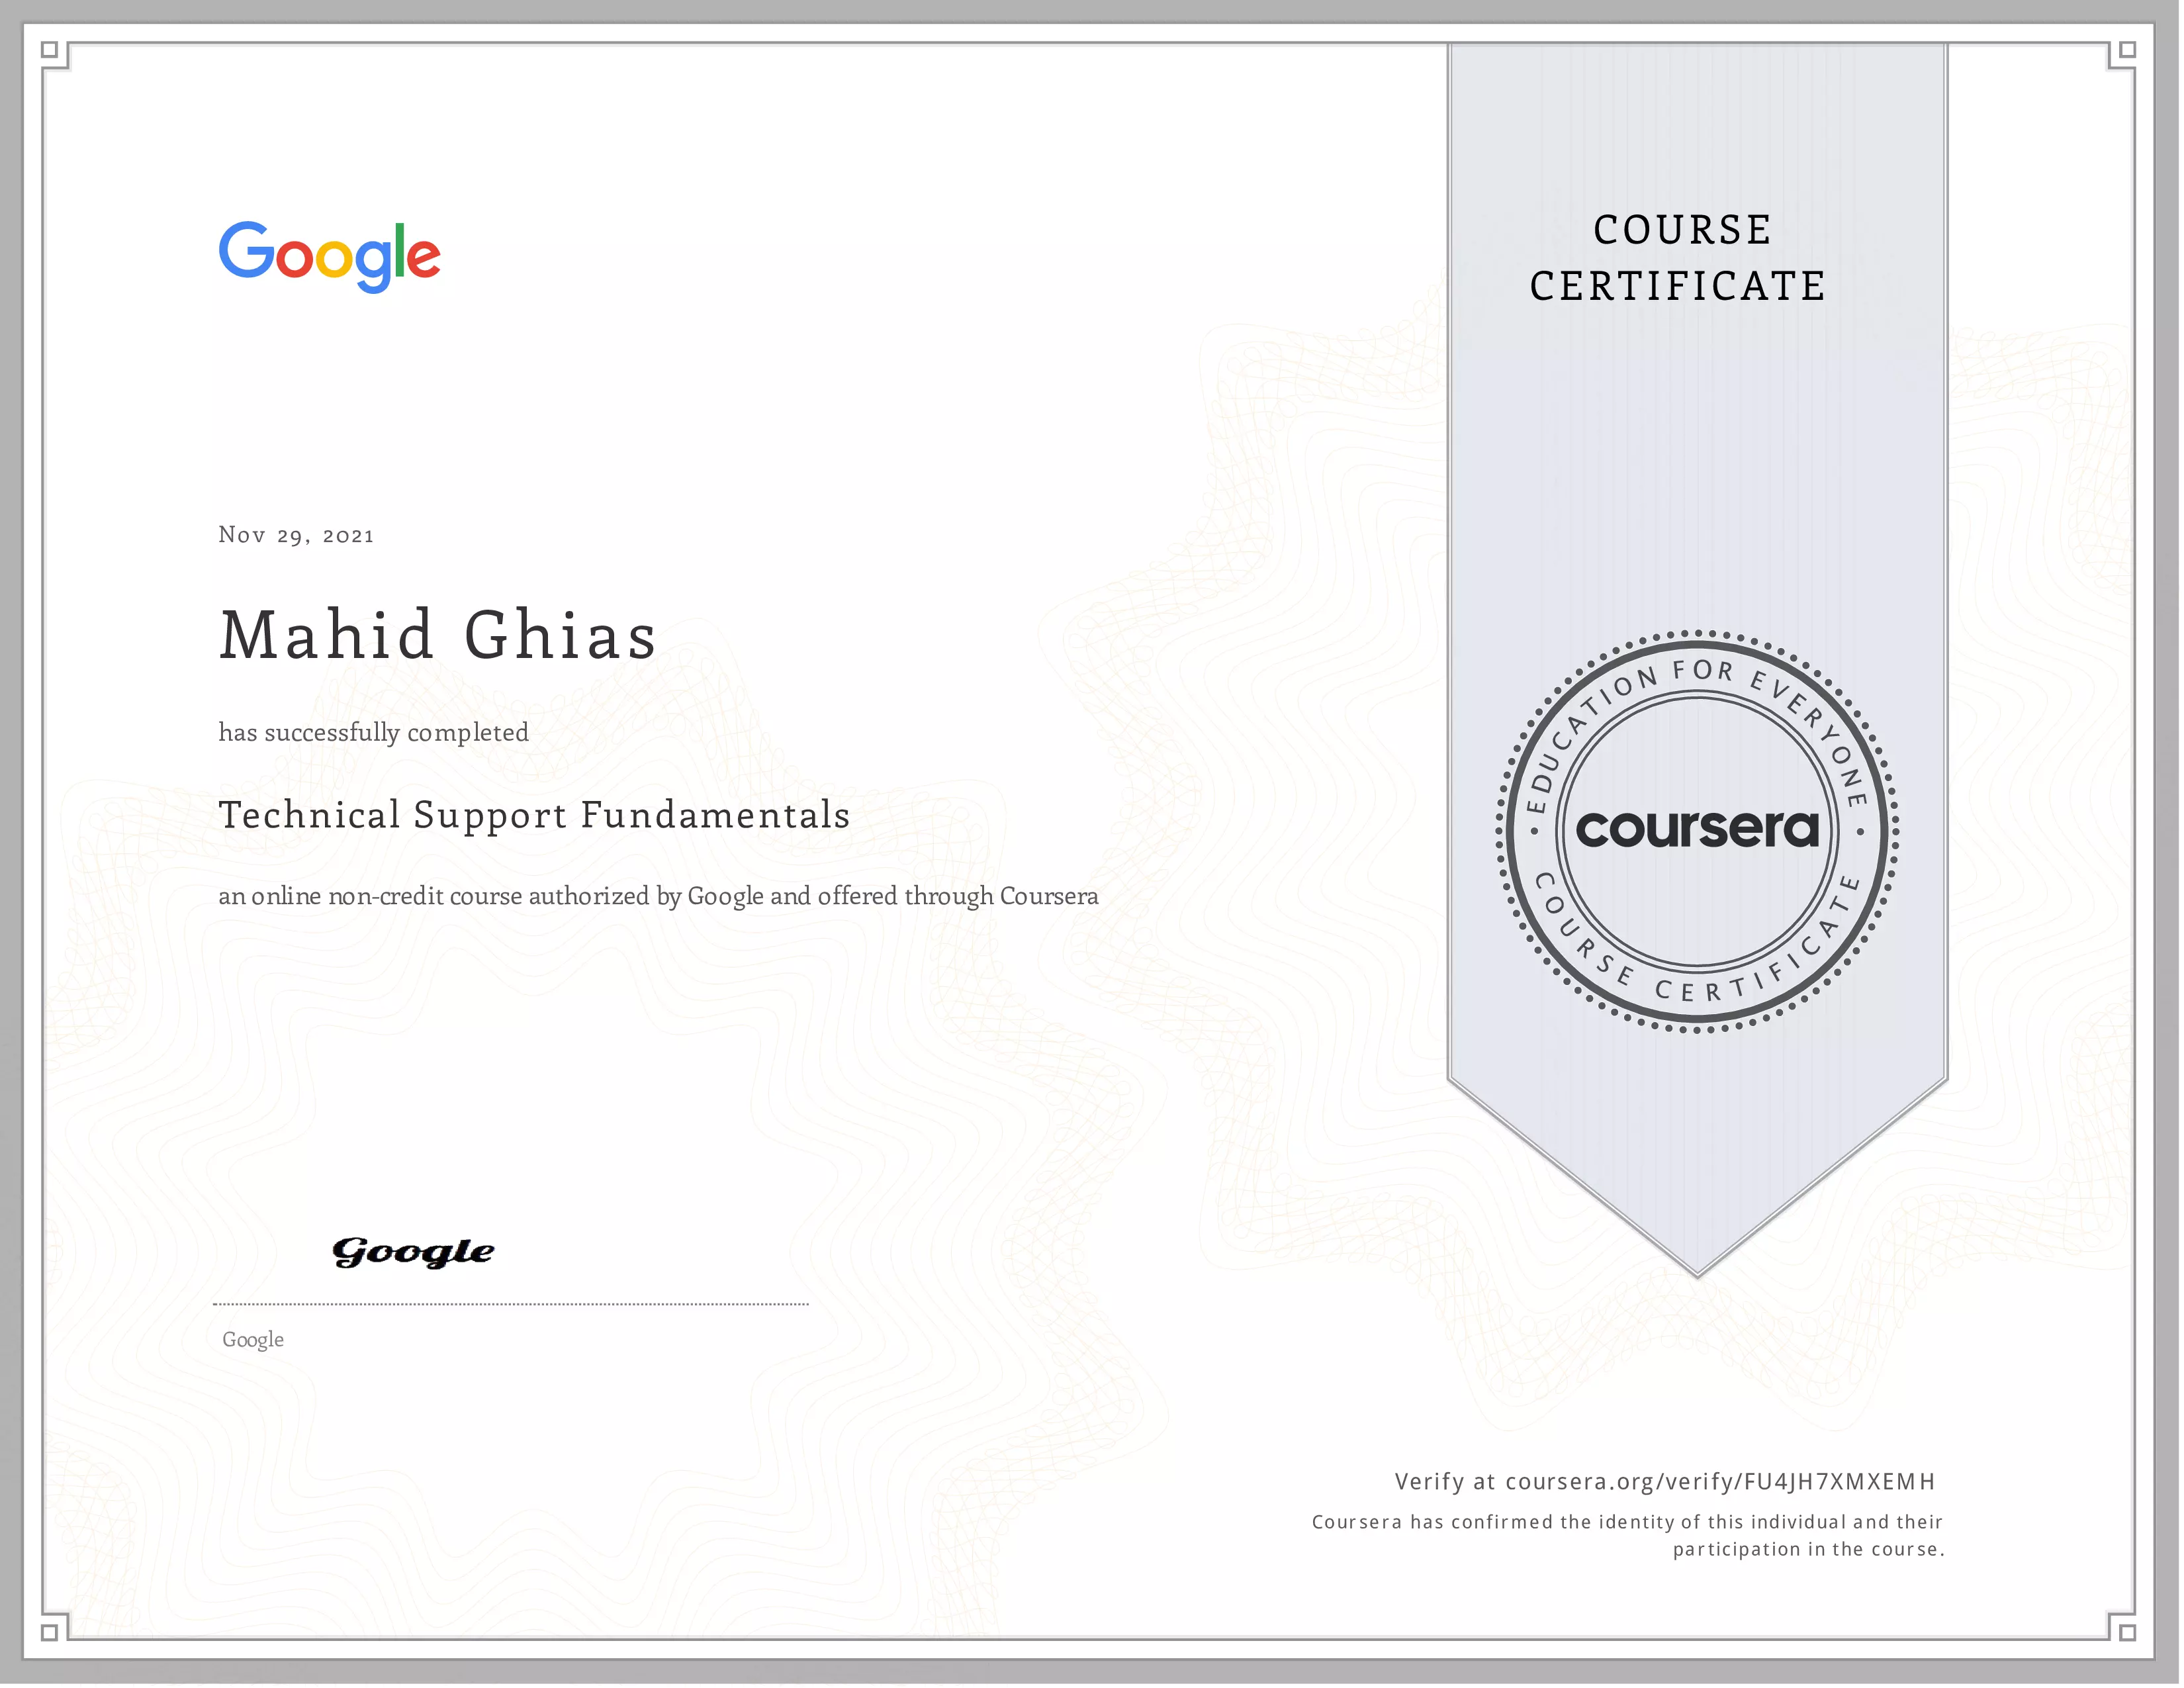 Google
COURSE
CERTIFICATE
Nov 29, 2021
Mahid Ghias
has successfully completed
Technical Support Fundamentals
an online non-credit course authorized by Google and offered through Coursera
EDUCATION FOR EVERYONE
coursera
COURSE CERTIFICATE
Google
Google
Verify at coursera.org/verify/FU4JH7XMXEMH
Coursera has confirmed the identity of this individual and their
participation in the course.